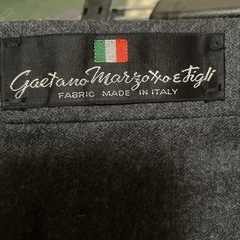 Gaetano Marzotto e Figli
FABRIC MADE IN ITALY